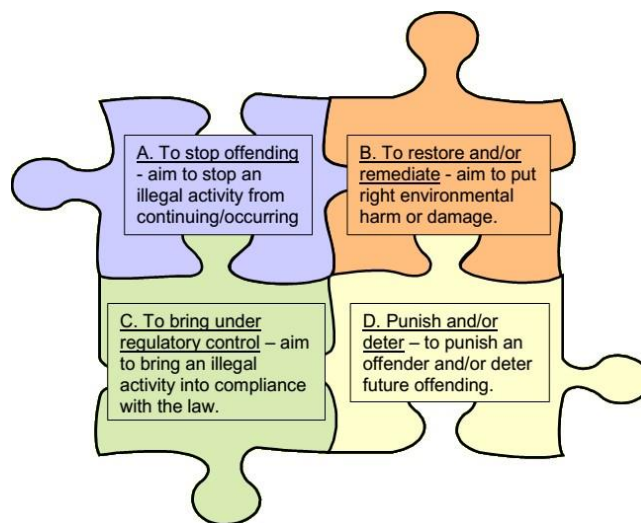 A. To stop offending
- aim to stop an
illegal activity from
continuing/occurring
B. To restore and/or
remediate - aim to put
right environmental
harm or damage.
C. To bring under
regulatory control – aim
to bring an illegal
activity into compliance
with the law.
D. Punish and/or
deter – to punish an
offender and/or deter
future offending.